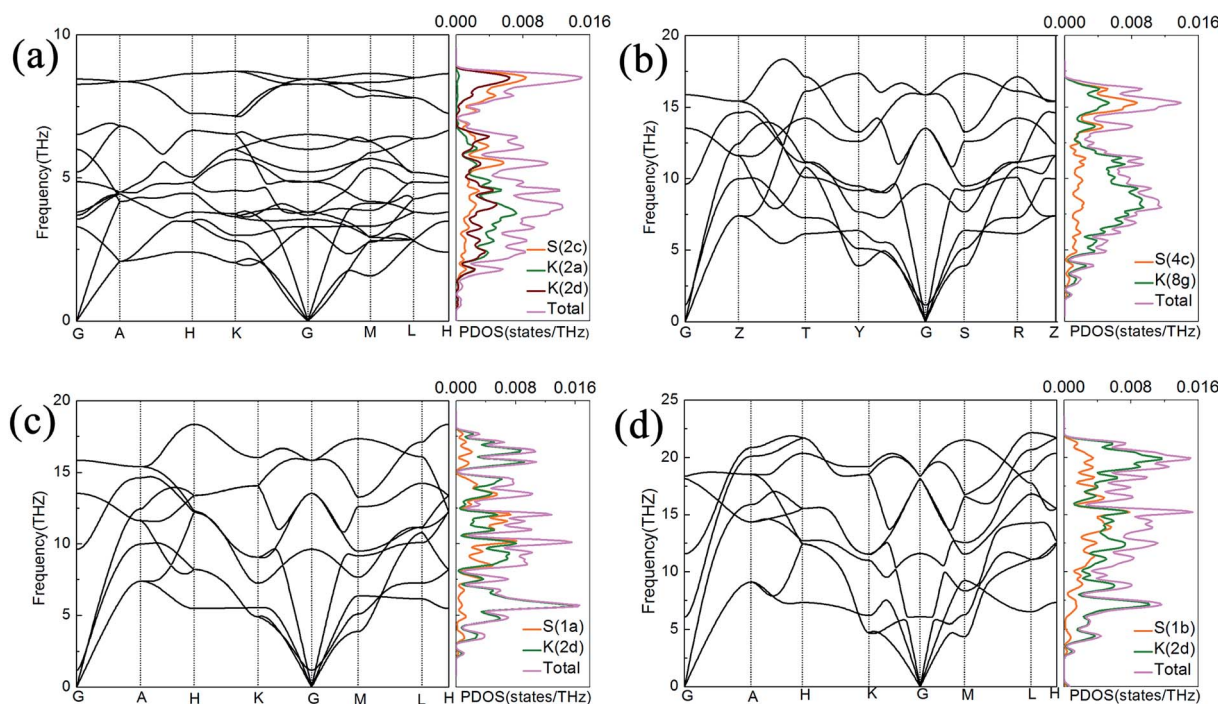 (a)
0.000 0.008 0.016
10
5
0
Frequency(THz)
G A H K G M L H
S(2c)
K(2a)
K(2d)
Total
PDOS(states/THz)
(b)
0.000 0.008 0.016
20
15
10
5
0
Frequency(THz)
G Z T Y G S R Z
S(4c)
K(8g)
Total
PDOS(states/THz)
(c)
0.000 0.008 0.016
20
15
10
5
0
Frequency(THZ)
G A H K G M L H
S(1a)
K(2d)
Total
PDOS(states/THz)
(d)
0.000 0.008 0.016
25
20
15
10
5
0
Frequency(THz)
G A H K G M L H
S(1b)
K(2d)
Total
PDOS(states/THz)